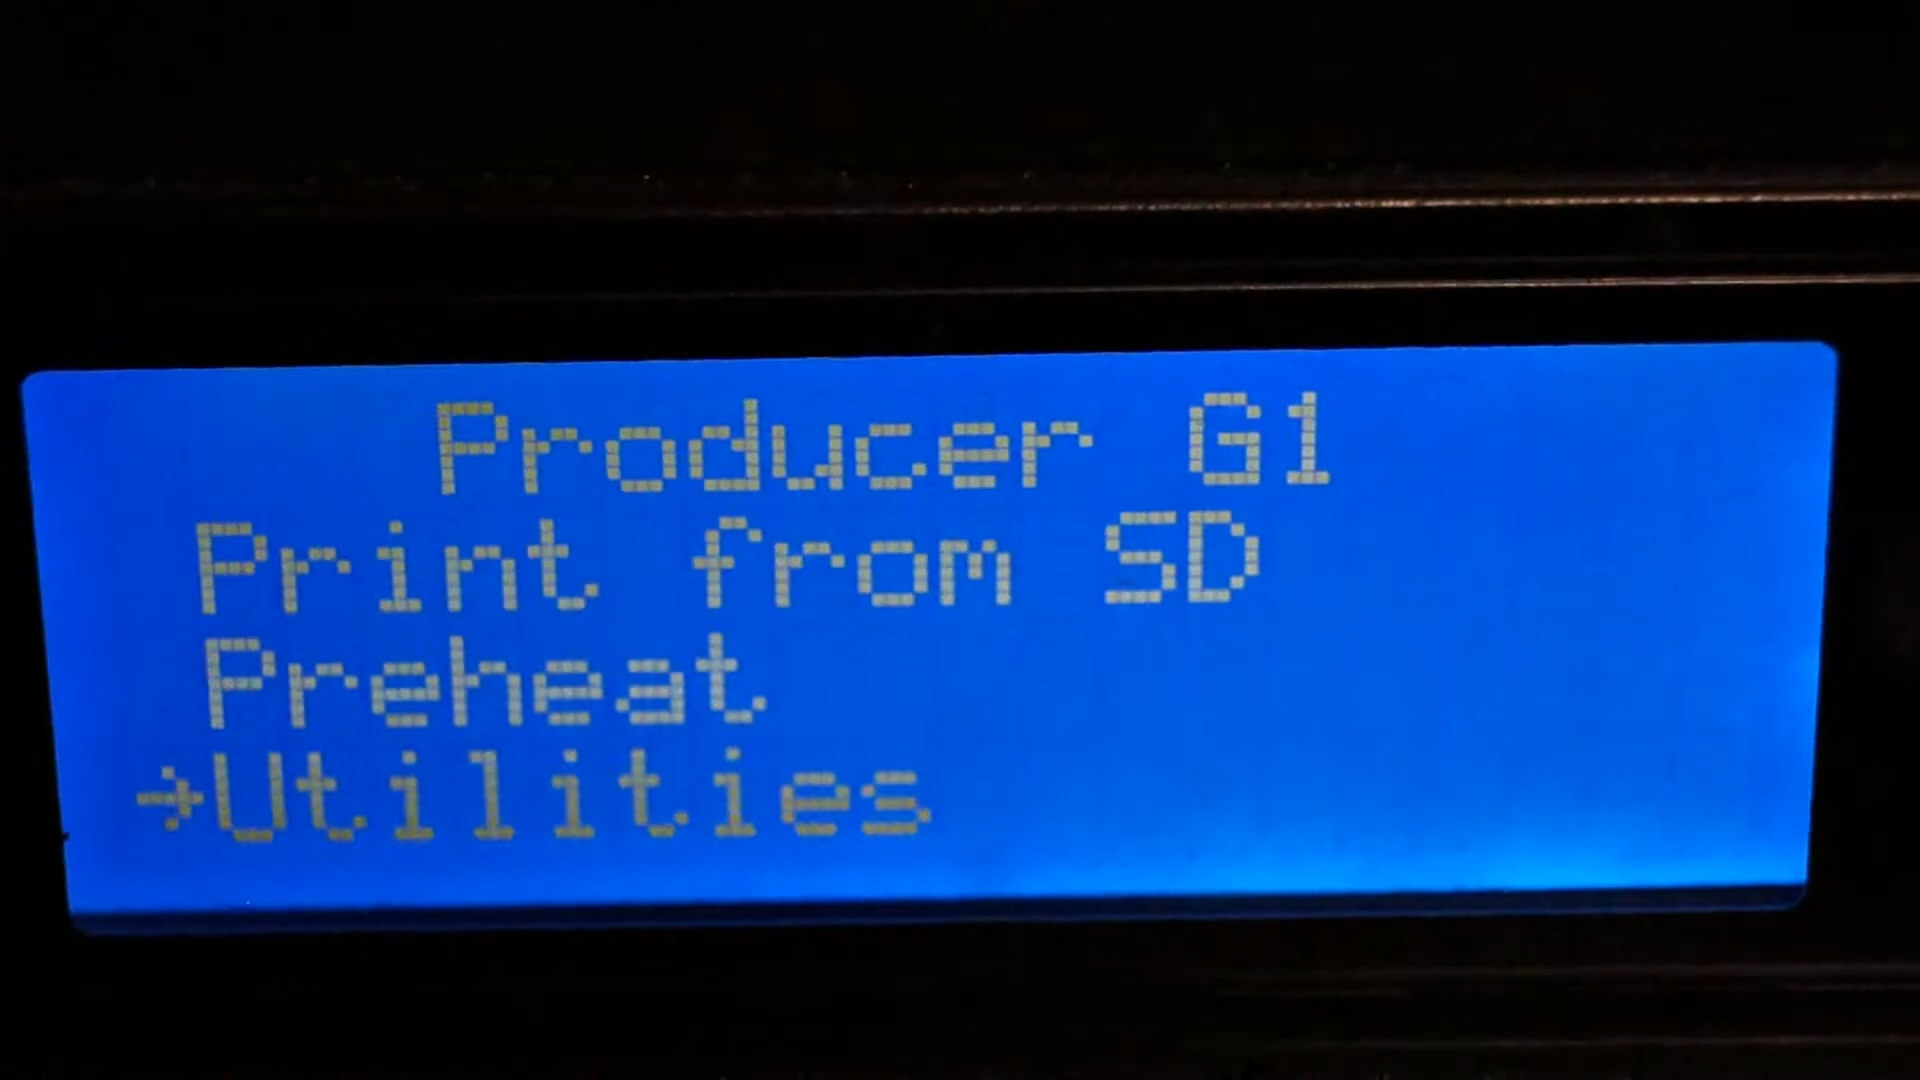 Producer G1
Print from SD
Preheat
→Utilities